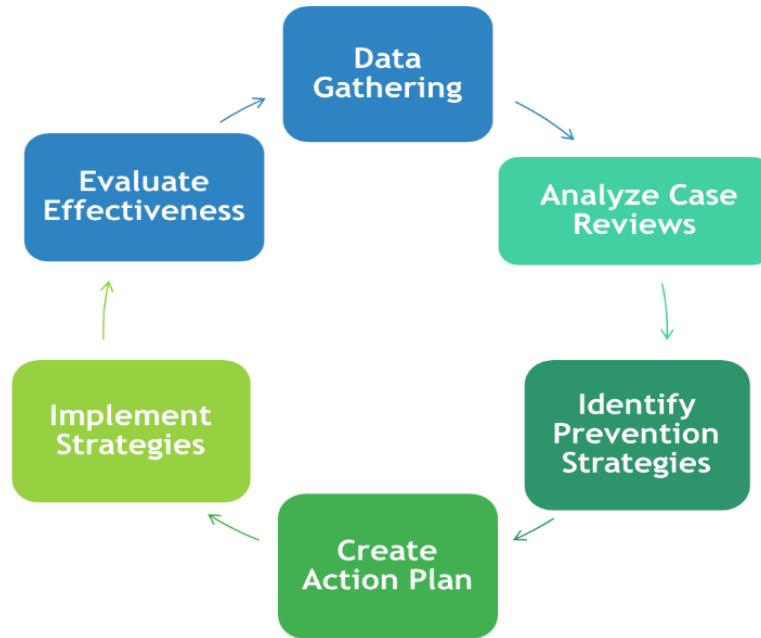 Data
Gathering
Analyze Case
Reviews
Identify
Prevention
Strategies
Create
Action Plan
Implement
Strategies
Evaluate
Effectiveness